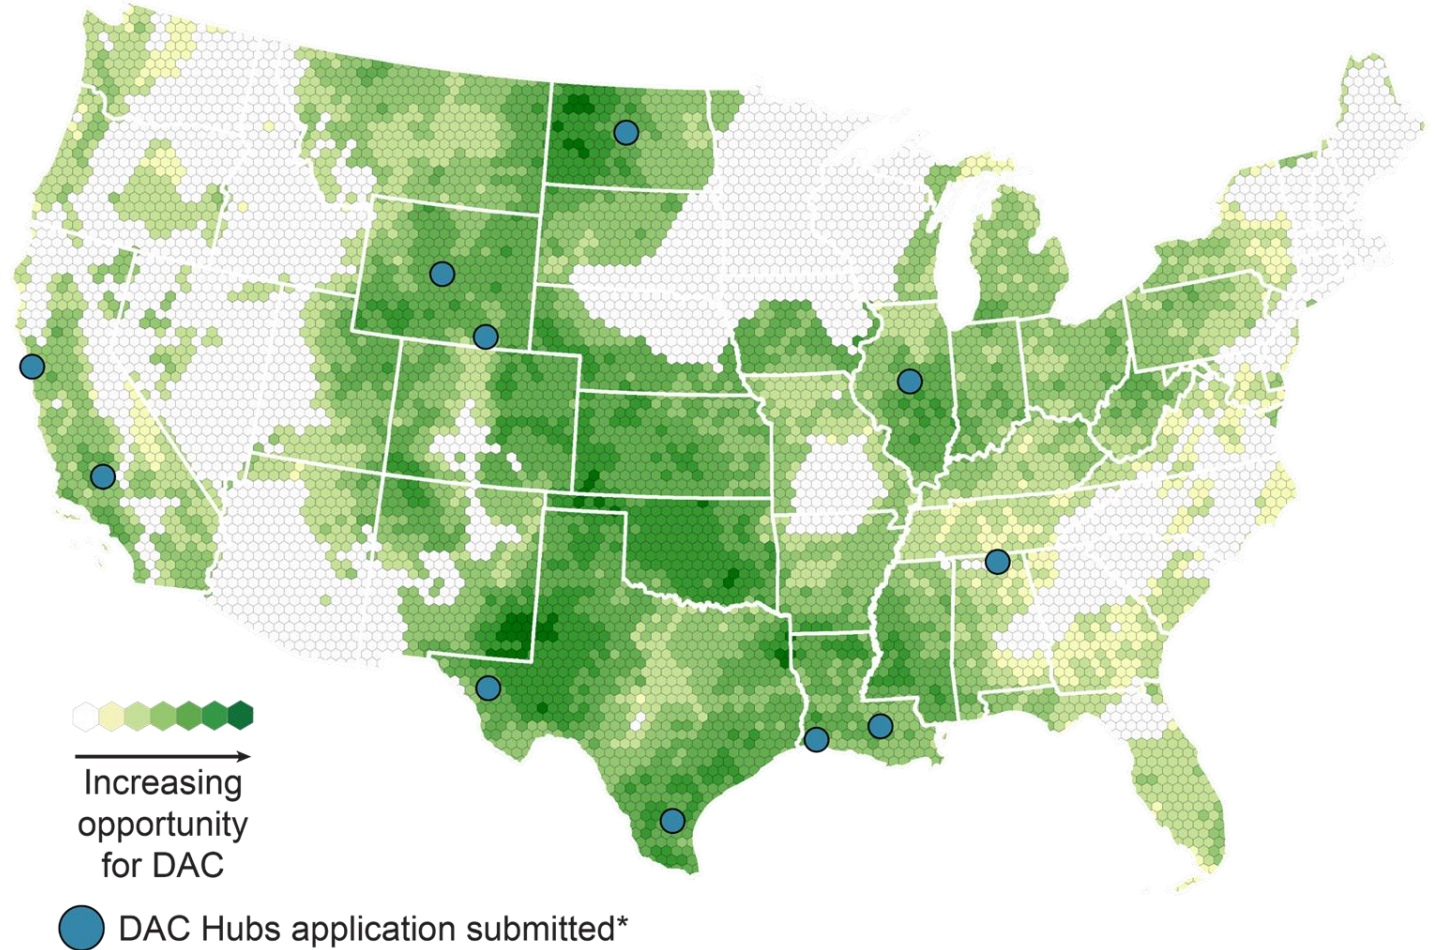 Increasing
opportunity
for DAC
DAC Hubs application submitted*